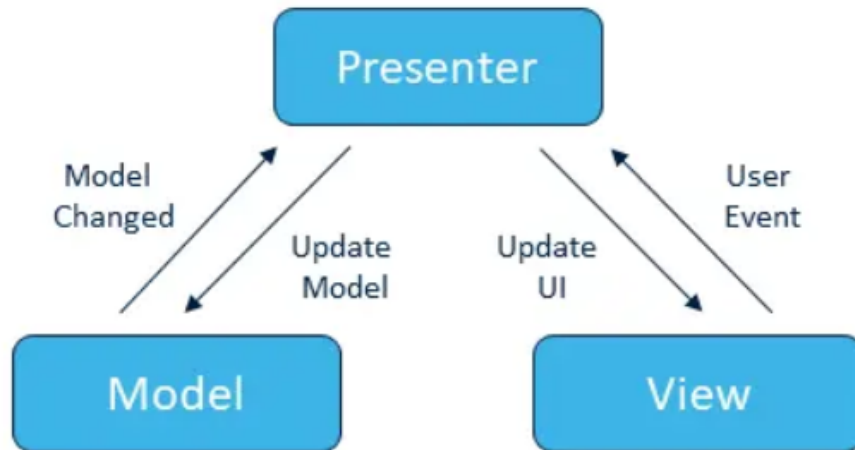 Presenter
Model
Changed
User
Event
Update
Model
Update
UI
Model
View